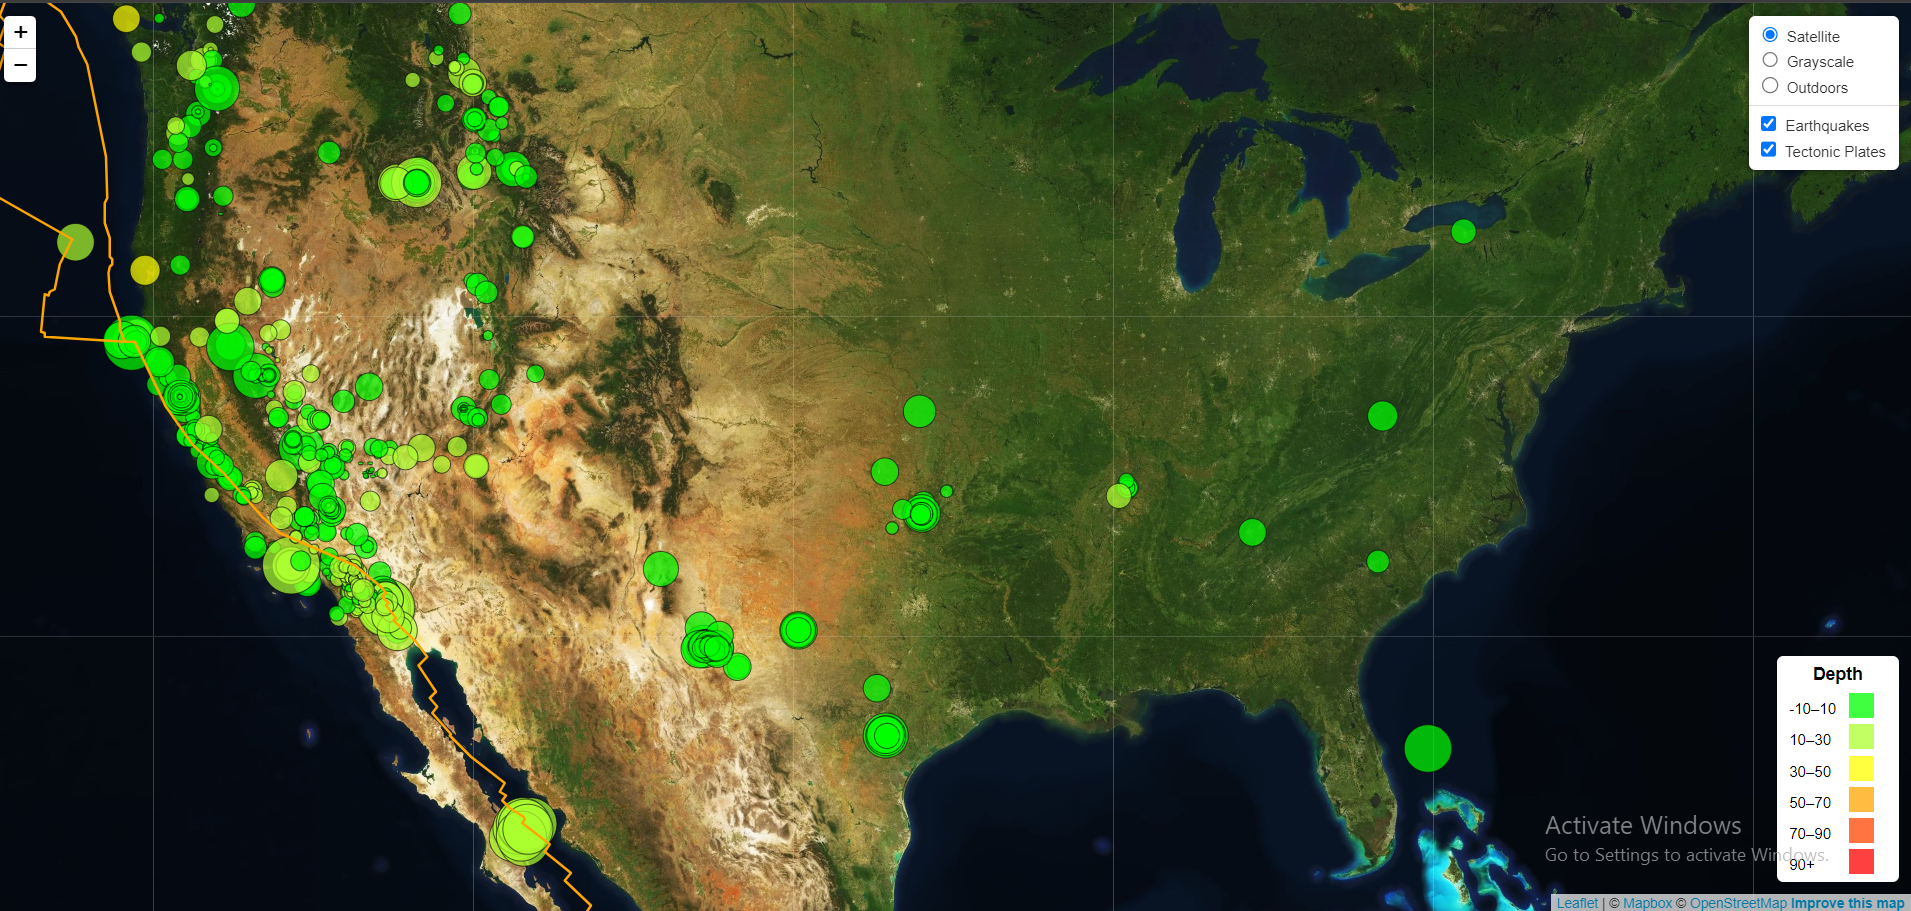 +
−
Satellite
Grayscale
Outdoors
Earthquakes
Tectonic Plates
Depth
-10–10
10–30
30–50
50–70
70–90
90+
Activate Windows
Go to Settings to activate Windows.
Leaflet | © Mapbox © OpenStreetMap Improve this map